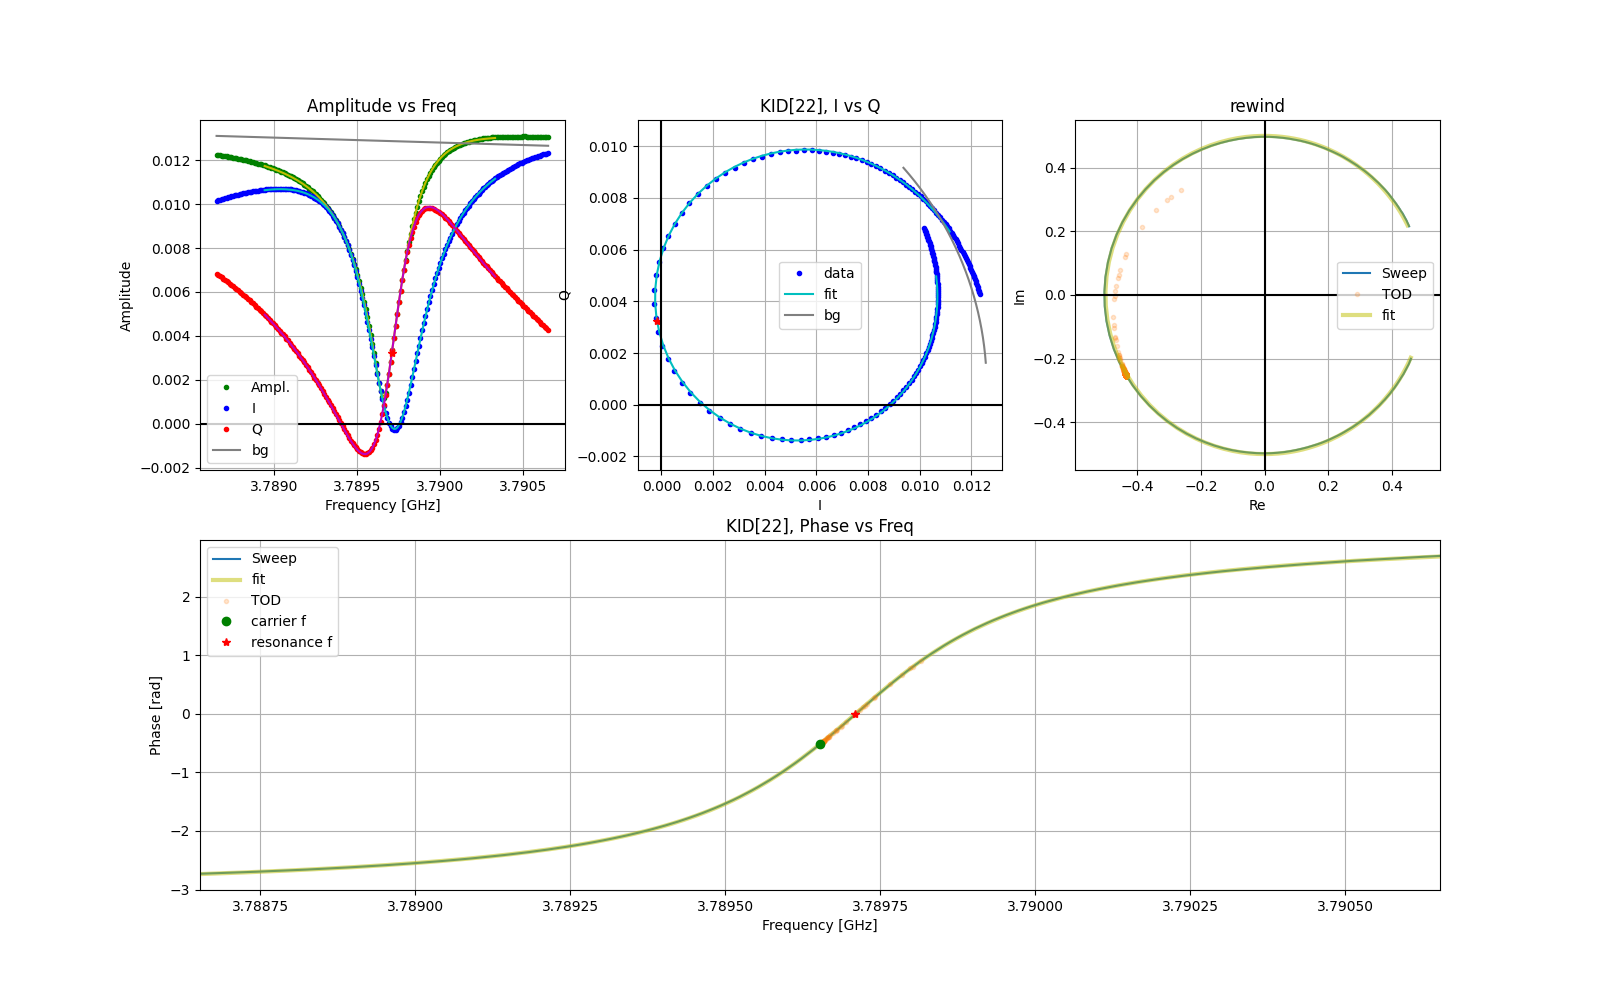 Amplitude vs Freq
Amplitude
0.012
0.010
0.008
0.006
0.004
0.002
0.000
−0.002
Ampl.
I
Q
bg
3.7890 3.7895 3.7900 3.7905
Frequency [GHz]
KID[22], I vs Q
Q
0.010
0.008
0.006
0.004
0.002
0.000
−0.002
data
fit
bg
0.000 0.002 0.004 0.006 0.008 0.010 0.012
I
rewind
Im
0.4
0.2
0.0
−0.2
−0.4
Sweep
TOD
fit
−0.4 −0.2 0.0 0.2 0.4
Re
KID[22], Phase vs Freq
Phase [rad]
2
1
0
−1
−2
−3
Sweep
fit
TOD
carrier f
resonance f
3.78875 3.78900 3.78925 3.78950 3.78975 3.79000 3.79025 3.79050
Frequency [GHz]